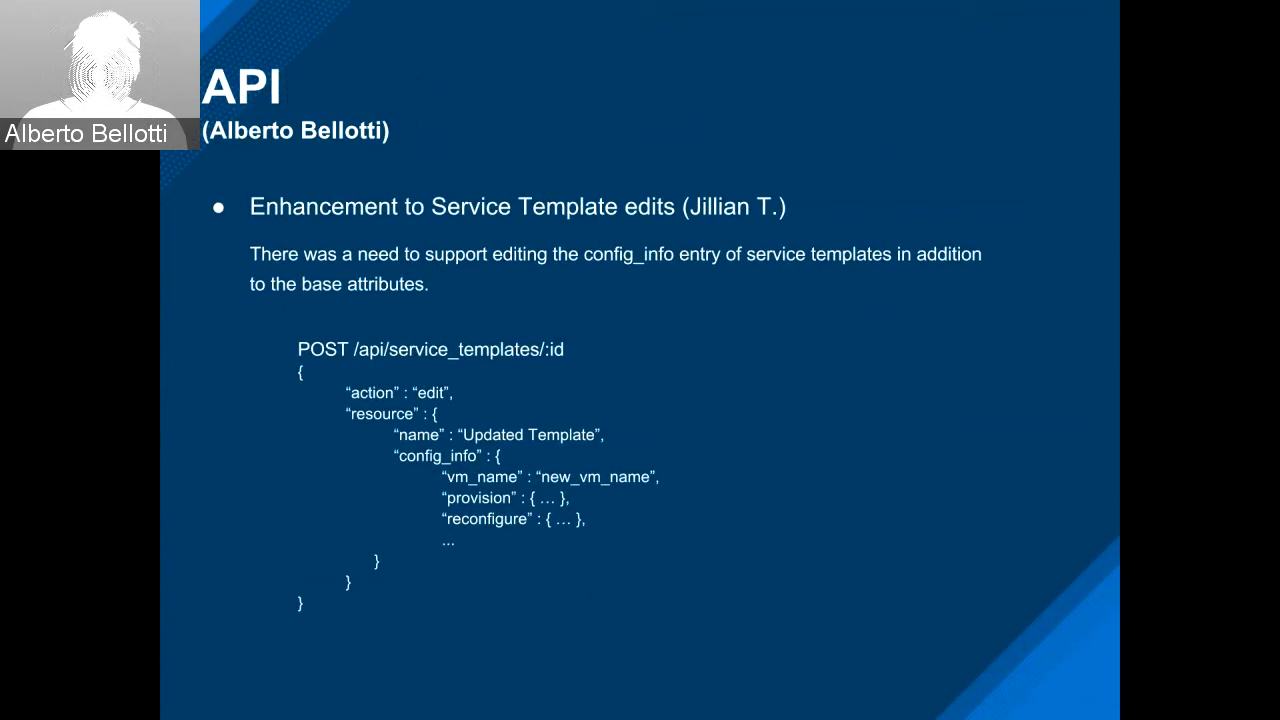 API
Alberto Bellotti
(Alberto Bellotti)
● Enhancement to Service Template edits (Jillian T.)
There was a need to support editing the config_info entry of service templates in addition
to the base attributes.
POST /api/service_templates/:id
{
“action” : “edit”,
“resource” : {
“name” : “Updated Template”,
“config_info” : {
“vm_name” : “new_vm_name”,
“provision” : { … },
“reconfigure” : { … },
...
}
}
}